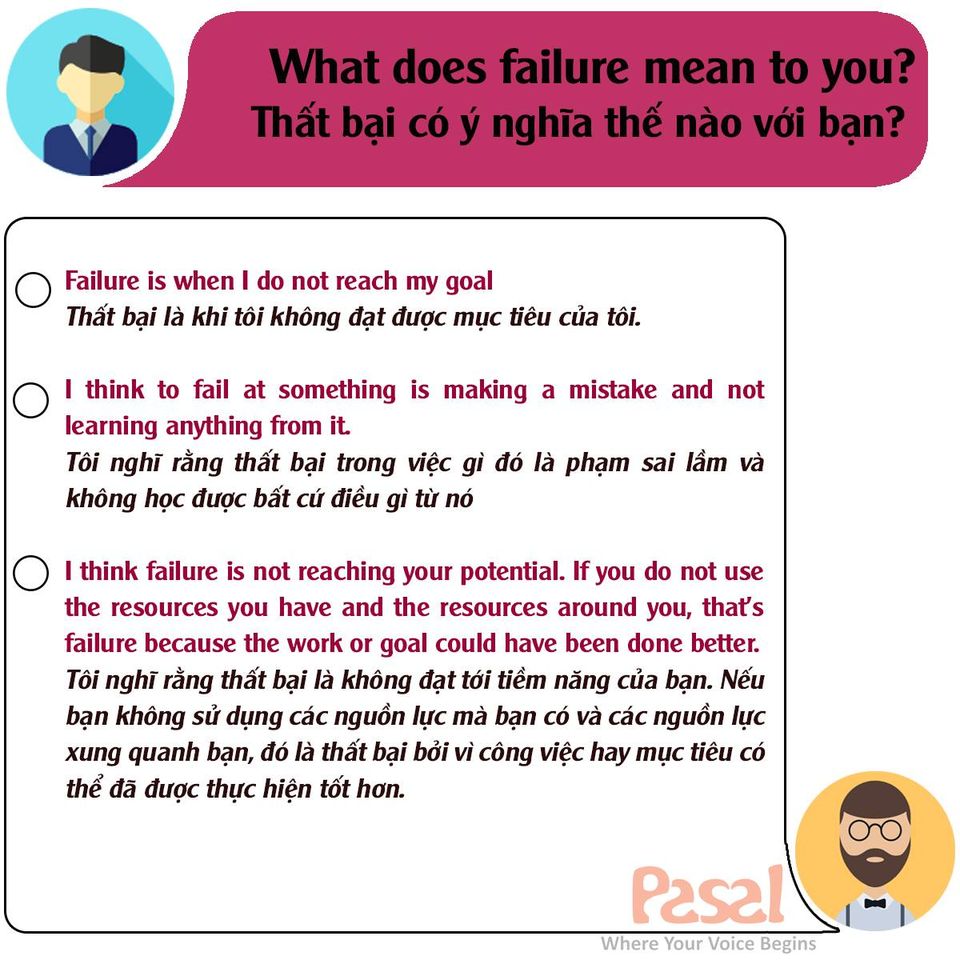 What does failure mean to you?
Thất bại có ý nghĩa thế nào với bạn?
Failure is when I do not reach my goal
Thất bại là khi tôi không đạt được mục tiêu của tôi.
I think to fail at something is making a mistake and not
learning anything from it.
Tôi nghĩ rằng thất bại trong việc gì đó là phạm sai lầm và
không học được bất cứ điều gì từ nó
I think failure is not reaching your potential. If you do not use
the resources you have and the resources around you, that's
failure because the work or goal could have been done better.
Tôi nghĩ rằng thất bại là không đạt tới tiềm năng của bạn. Nếu
bạn không sử dụng các nguồn lực mà bạn có và các nguồn lực
xung quanh bạn, đó là thất bại bởi vì công việc hay mục tiêu có
thể đã được thực hiện tốt hơn.
Pasal
Where Your Voice Begins